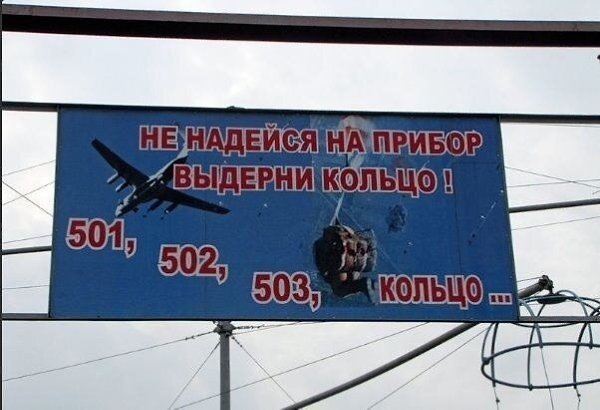 НЕ НАДЕЙСЯ НА ПРИБОР
ВЫДЕРНИ КОЛЬЦО !
501, 502, 503, КОЛЬЦО...